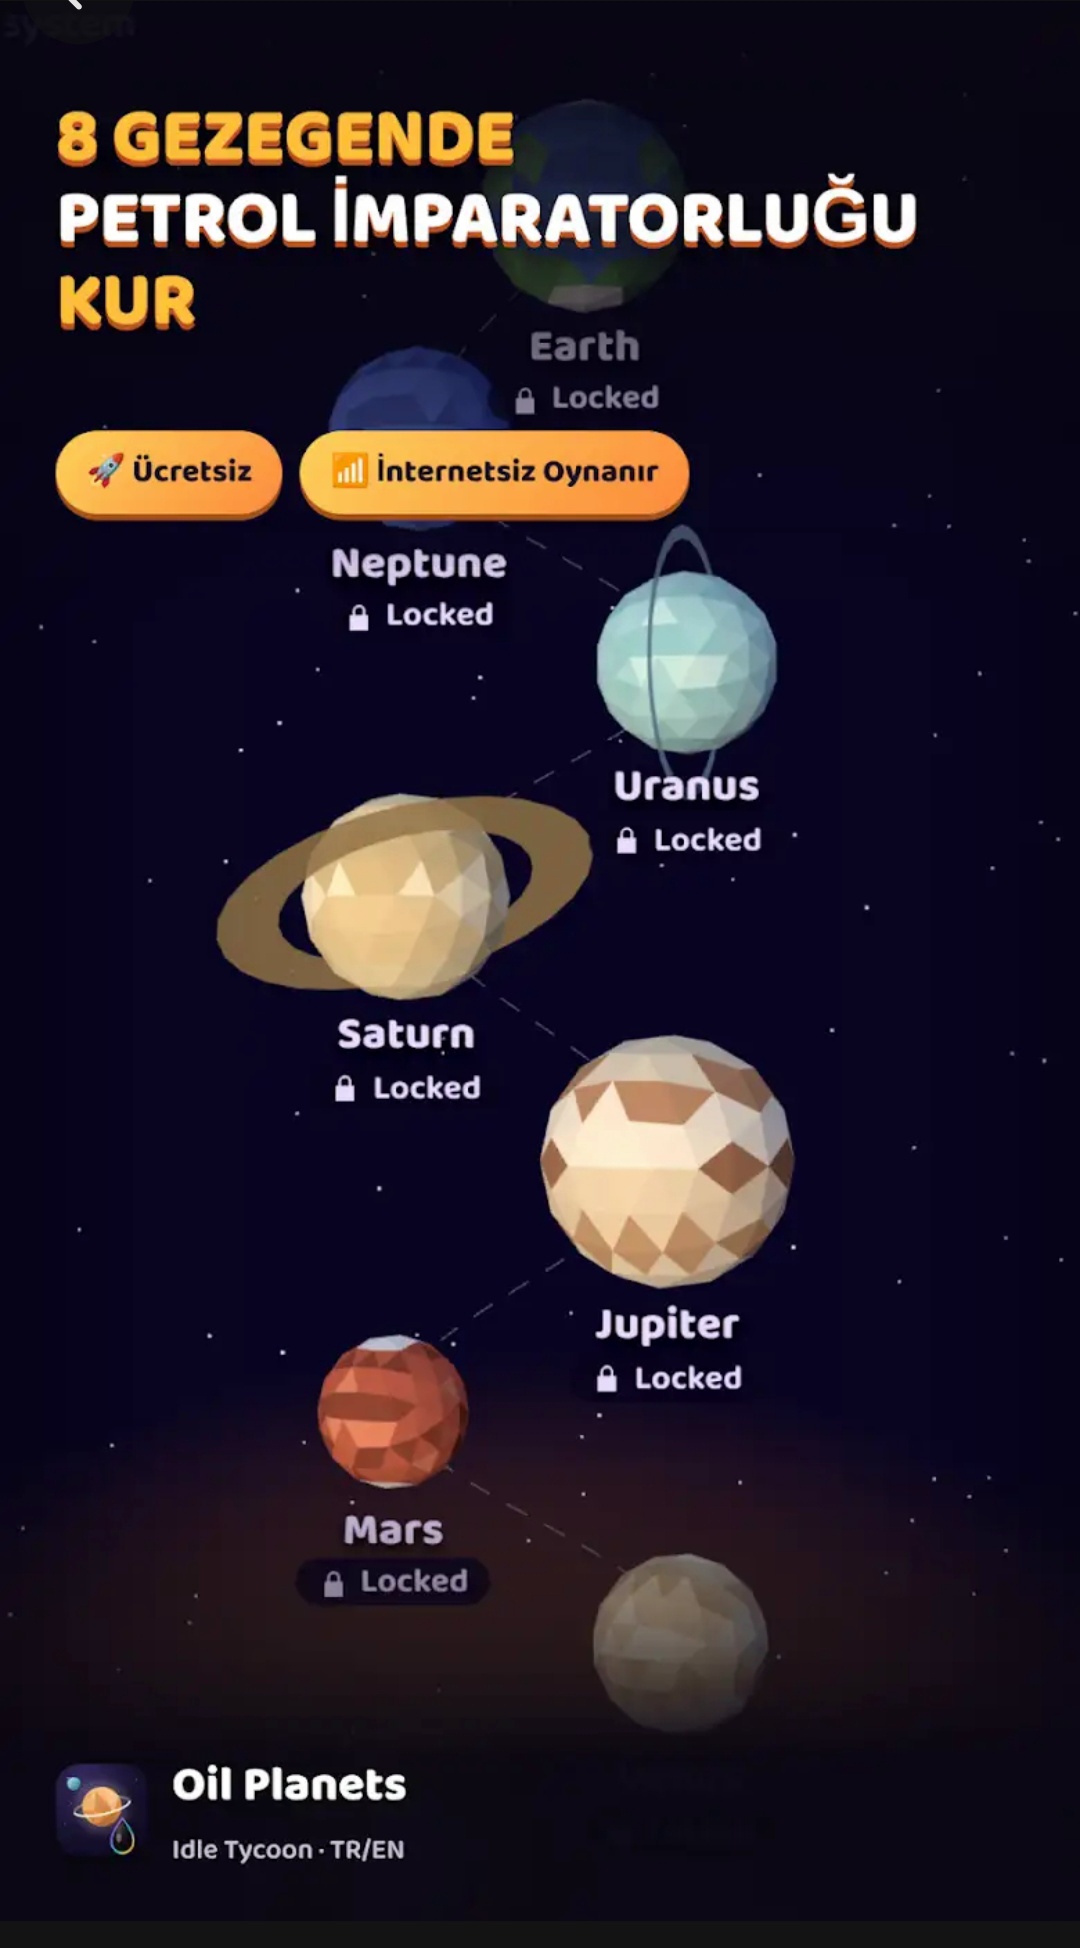 system
8 GEZEGENDE
PETROL İMPARATORLUĞU
KUR
Earth
Locked
Ücretsiz
İnternetsiz Oynanır
Neptune
Locked
Uranus
Locked
Saturn
Locked
Jupiter
Locked
Mars
Locked
Oil Planets
Idle Tycoon · TR/EN